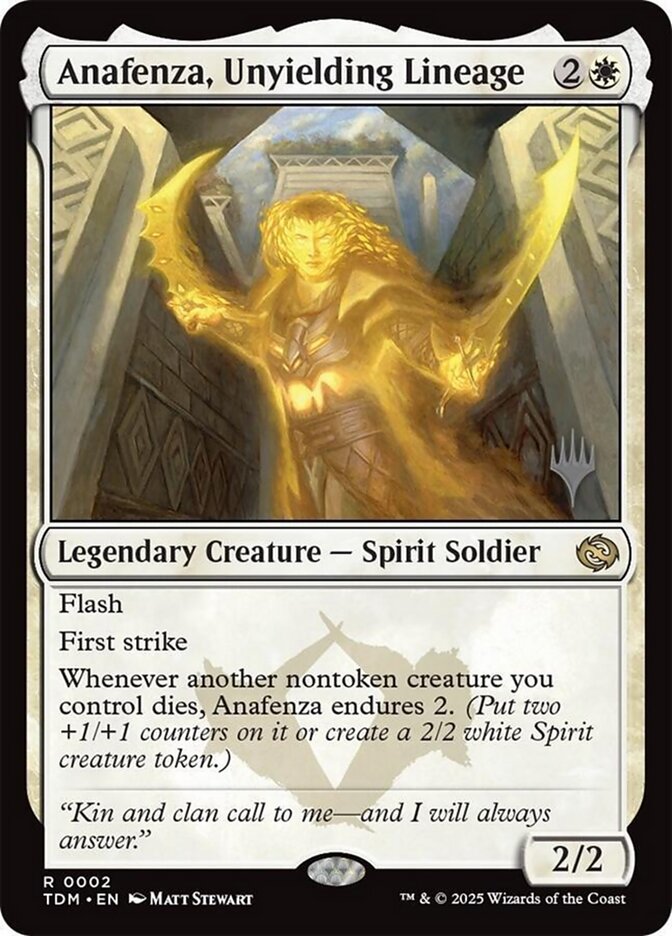 Anafenza, Unyielding Lineage 2
Legendary Creature — Spirit Soldier
Flash
First strike
Whenever another nontoken creature you
control dies, Anafenza endures 2. (Put two
+1/+1 counters on it or create a 2/2 white Spirit
creature token.)
“Kin and clan call to me—and I will always
answer.”
2/2
R 0002
TDM • EN Matt Stewart
™ & © 2025 Wizards of the Coast